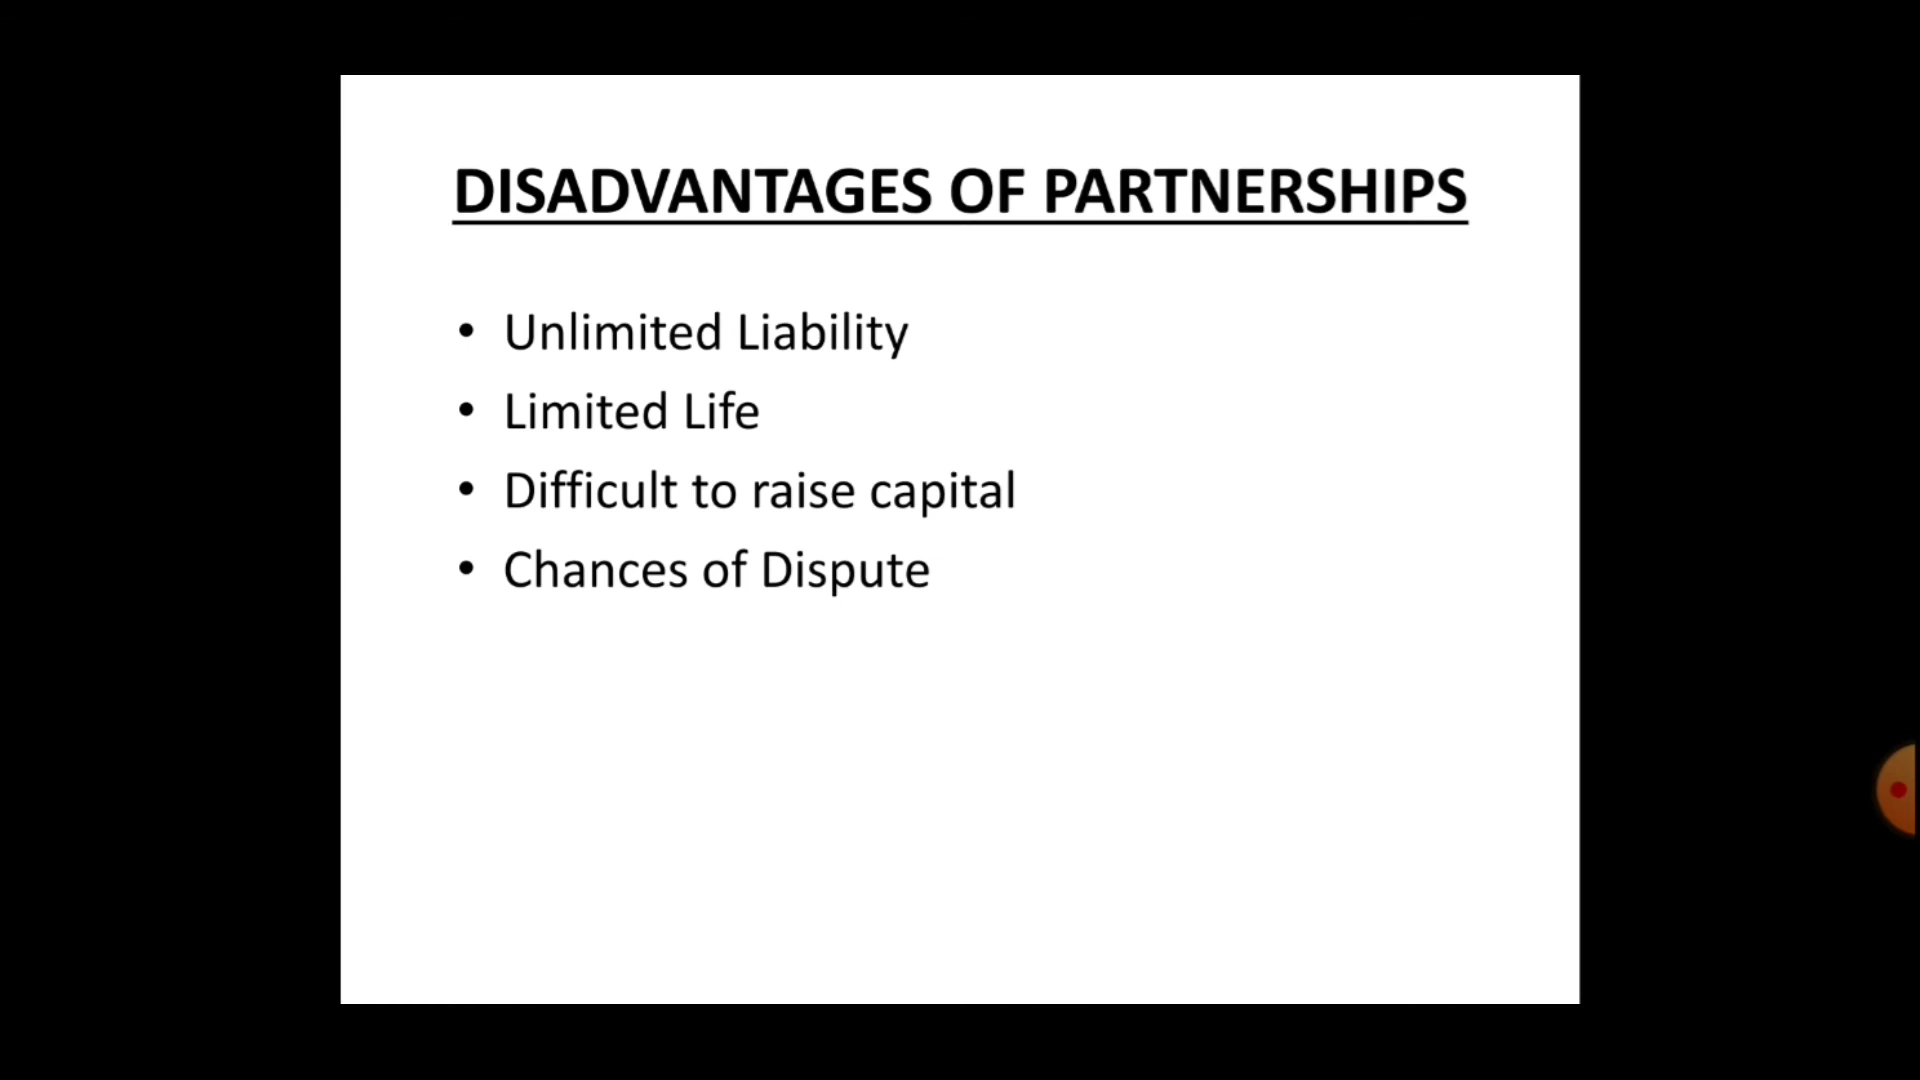 DISADVANTAGES OF PARTNERSHIPS
• Unlimited Liability
• Limited Life
• Difficult to raise capital
• Chances of Dispute